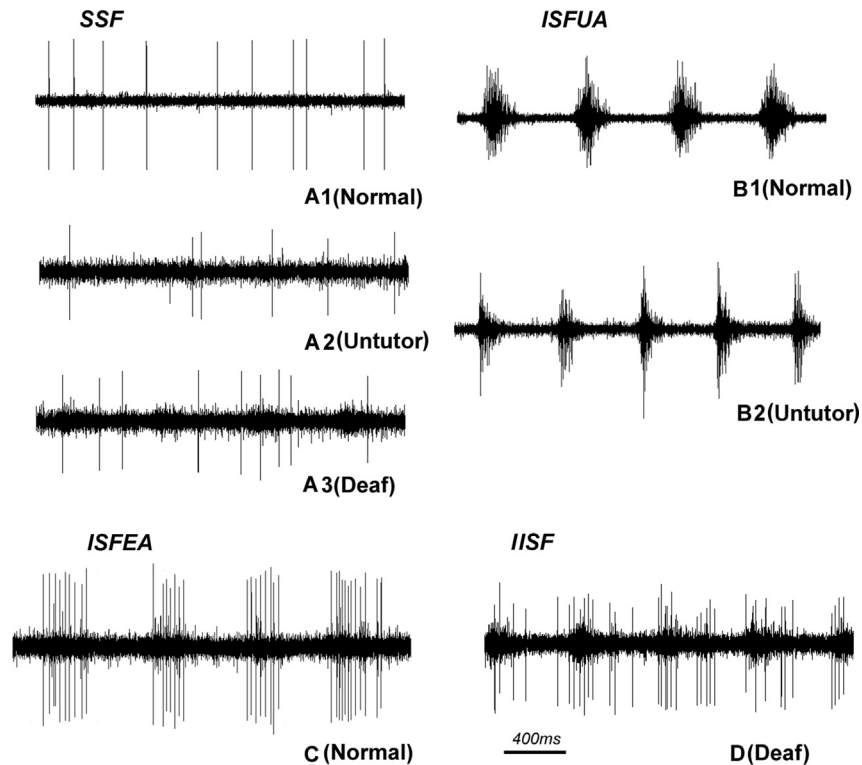 SSF
ISFUA
A1(Normal)
B1(Normal)
A2(Untutor)
B2(Untutor)
A3(Deaf)
ISFEA
IISF
400ms
C(Normal)
D(Deaf)